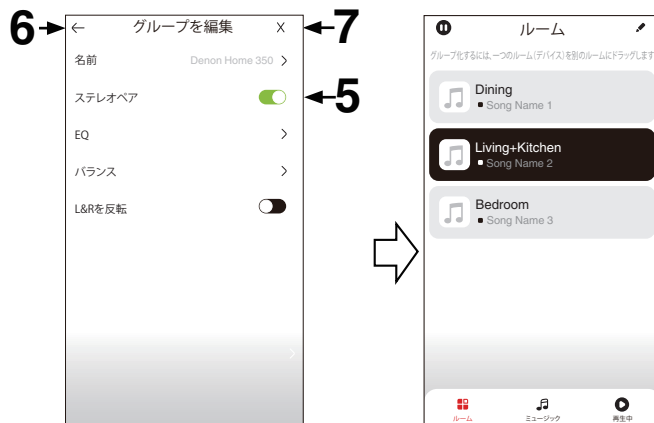 6 ← グループを編集 X 7
名前 Denon Home 350 >
ステレオペア 5
EQ >
バランス >
L&Rを反転
ルーム
グループ化するには、一つのルーム(デバイス)を別のルームにドラッグします
Dining
Song Name 1
Living+Kitchen
Song Name 2
Bedroom
Song Name 3
ルーム ミュージック 再生中